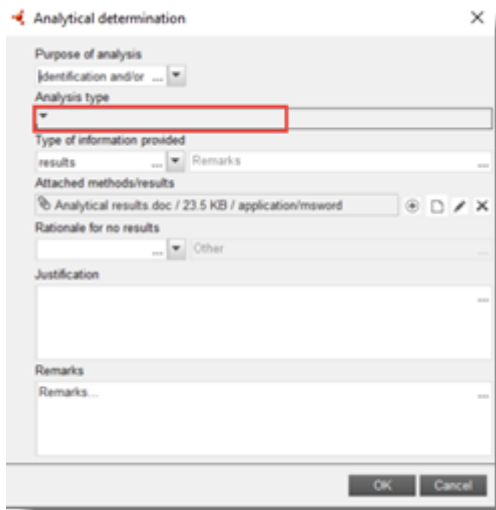 Analytical determination
Purpose of analysis
identification and/or ...
Analysis type
Type of information provided
results ... Remarks ...
Attached methods/results
Analytical results.doc / 23.5 KB / application/msword
Rationale for no results
... Other ...
Justification
...
Remarks
Remarks... ...
OK Cancel